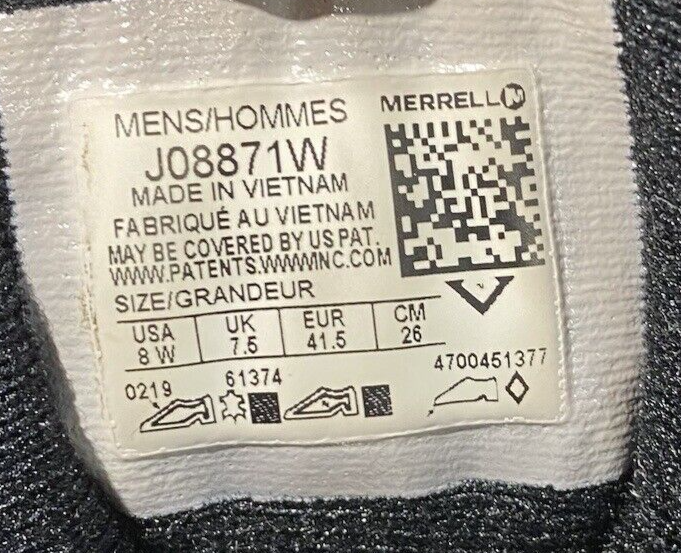 MENS/HOMMES
MERRELL
J08871W
MADE IN VIETNAM
FABRIQUÉ AU VIETNAM
MAY BE COVERED BY US PAT.
WWW.PATENTS.WWWINC.COM
SIZE/GRANDEUR
USA UK EUR CM
8 W 7.5 41.5 26
0219 61374 4700451377